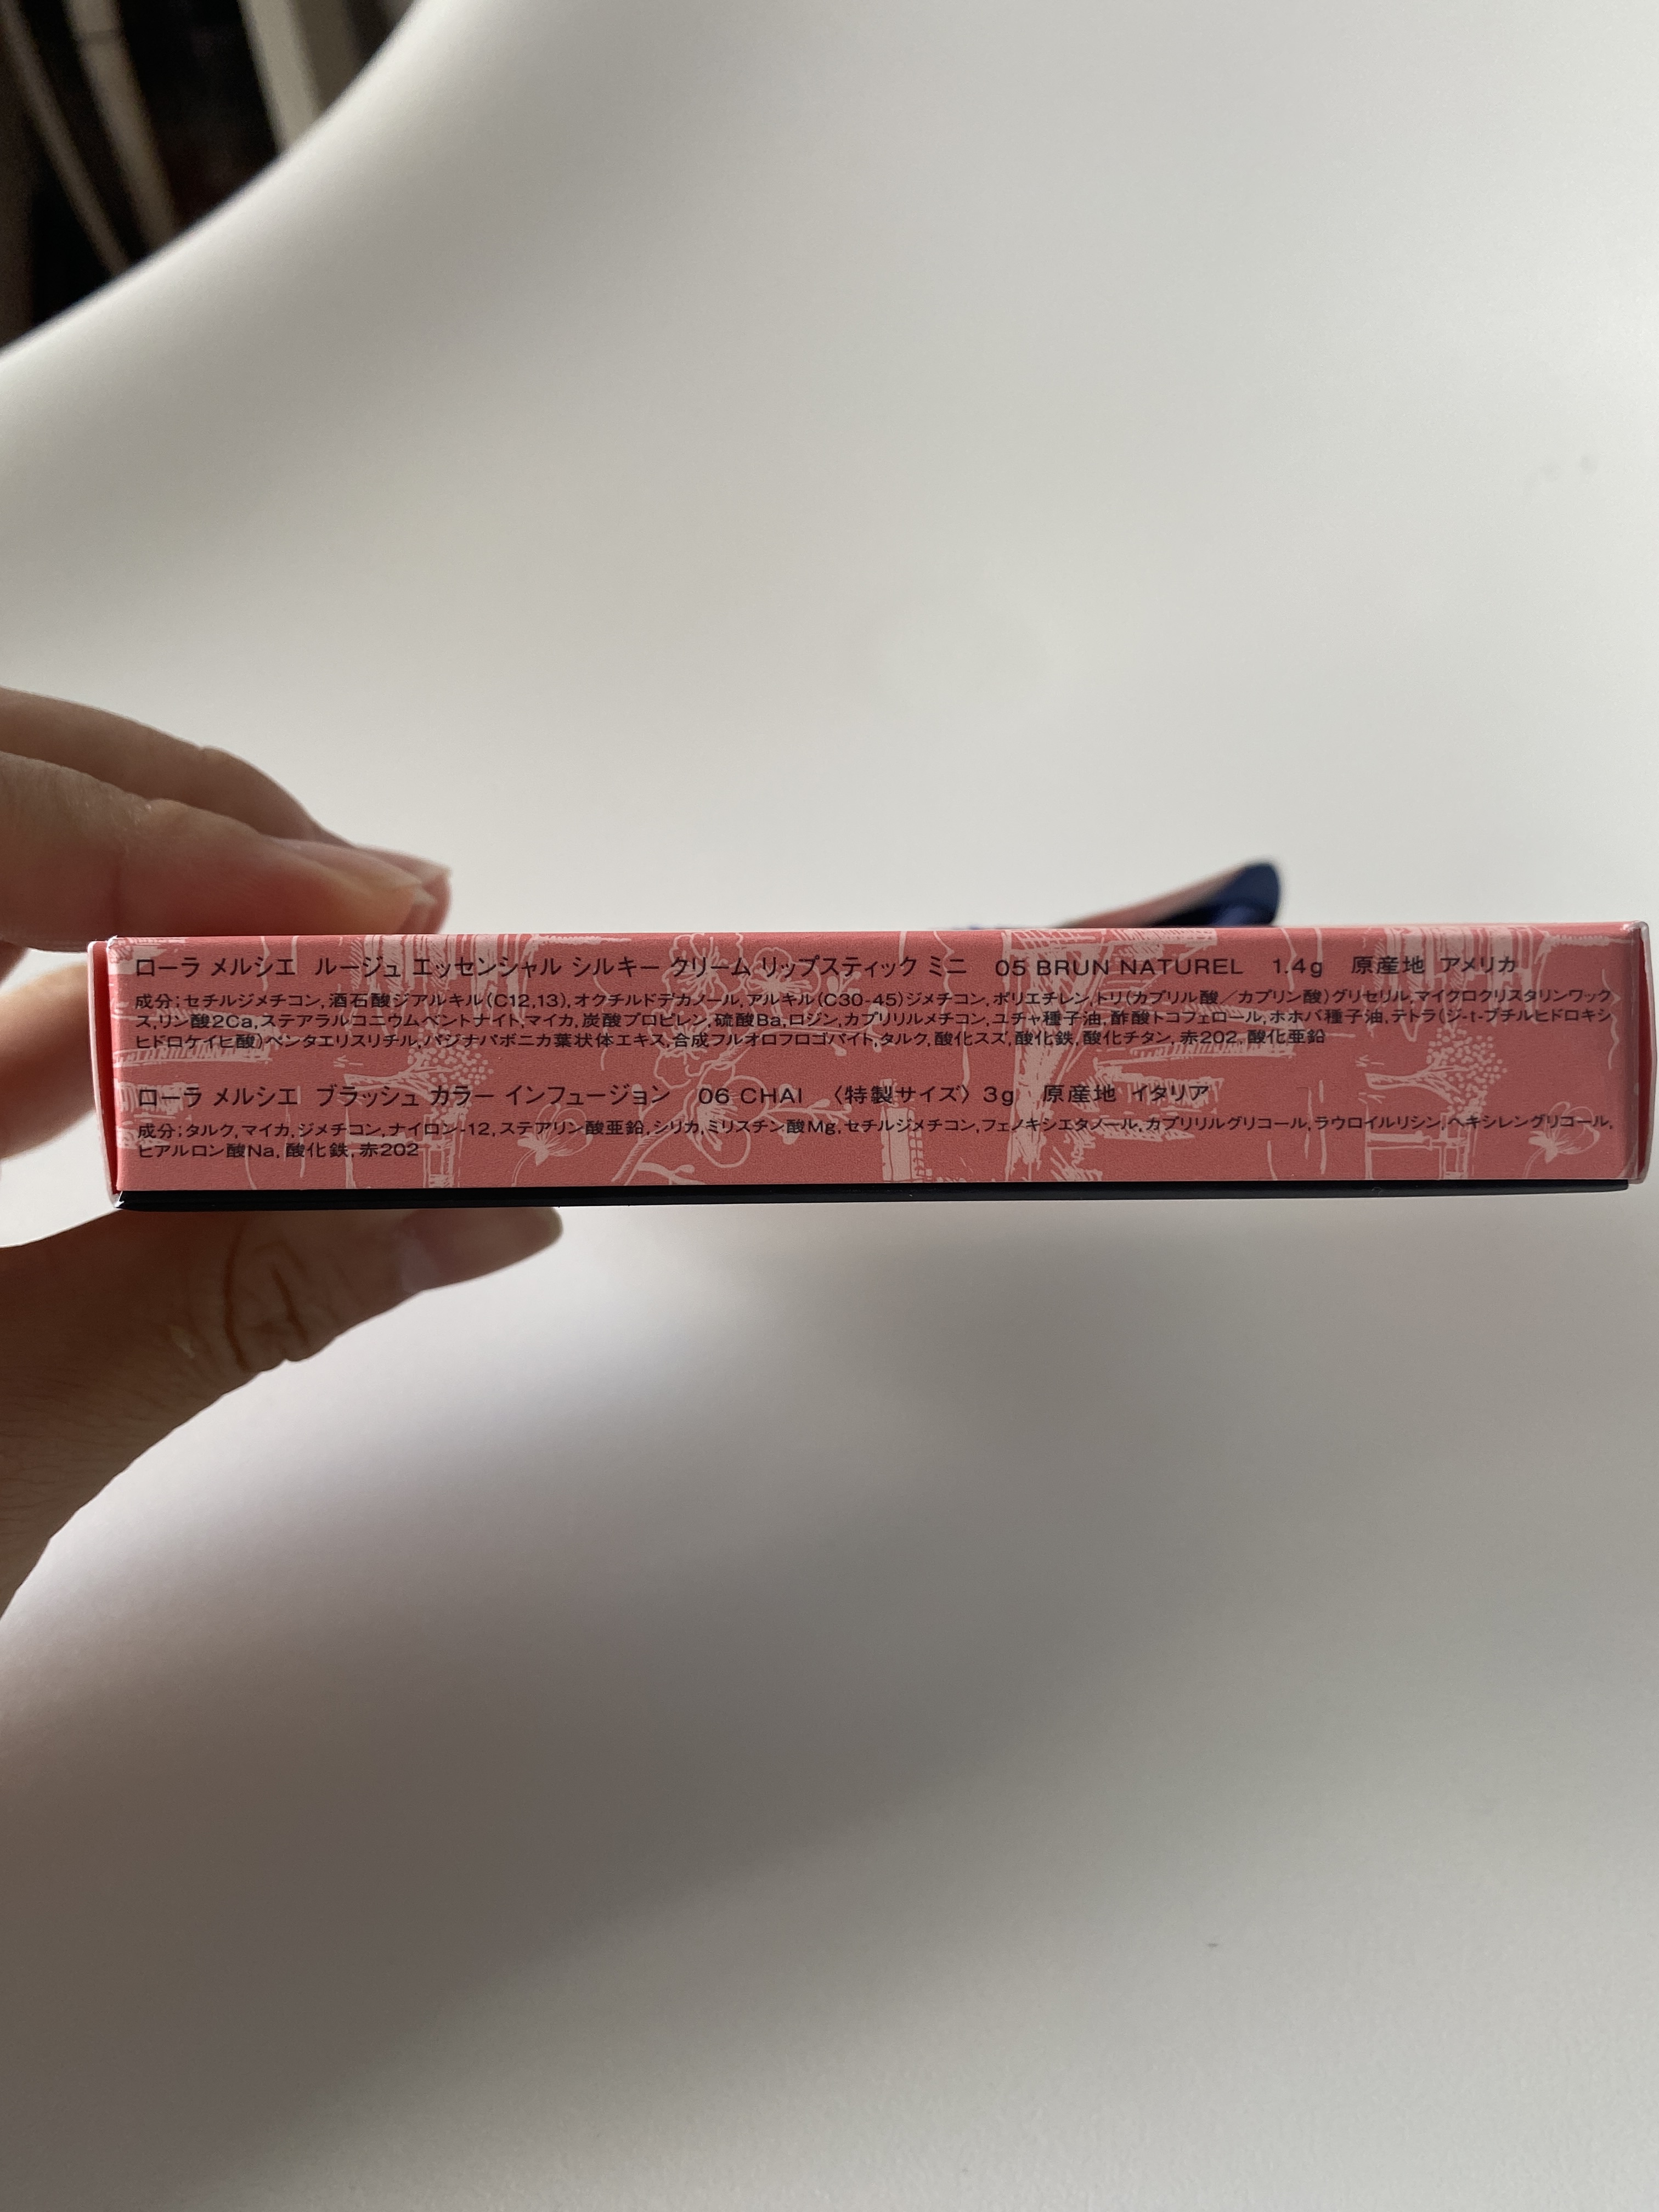 ローラ メルシエ ルージュ エッセンシャル シルキー クリーム リップスティック ミニ 05 BRUN NATUREL 1.4g 原産地 アメリカ
成分;セチルジメチコン,酒石酸ジアルキル(C12,13),オクチルドデカノール,アルキル(C30-45)ジメチコン,ポリエチレン,トリ(カプリル酸／カプリン酸)グリセリル,マイクロクリスタリンワック
ス,リン酸2Ca,ステアラルコニウムベントナイト,マイカ,炭酸プロピレン,硫酸Ba,ロジン,カプリリルメチコン,ユチャ種子油,酢酸トコフェロール,ホホバ種子油,テトラ(ジ-t-ブチルヒドロキシ
ヒドロケイヒ酸)ペンタエリスリチル,パジナパボニカ葉状体エキス,合成フルオロフロゴパイト,タルク,酸化スズ,酸化鉄,酸化チタン,赤202,酸化亜鉛
ローラ メルシエ ブラッシュ カラー インフュージョン 06 CHAI 〈特製サイズ〉3g 原産地 イタリア
成分;タルク,マイカ,ジメチコン,ナイロン-12,ステアリン酸亜鉛,シリカ,ミリスチン酸Mg,セチルジメチコン,フェノキシエタノール,カプリリルグリコール,ラウロイルリシン,ヘキシレングリコール,
ヒアルロン酸Na,酸化鉄,赤202